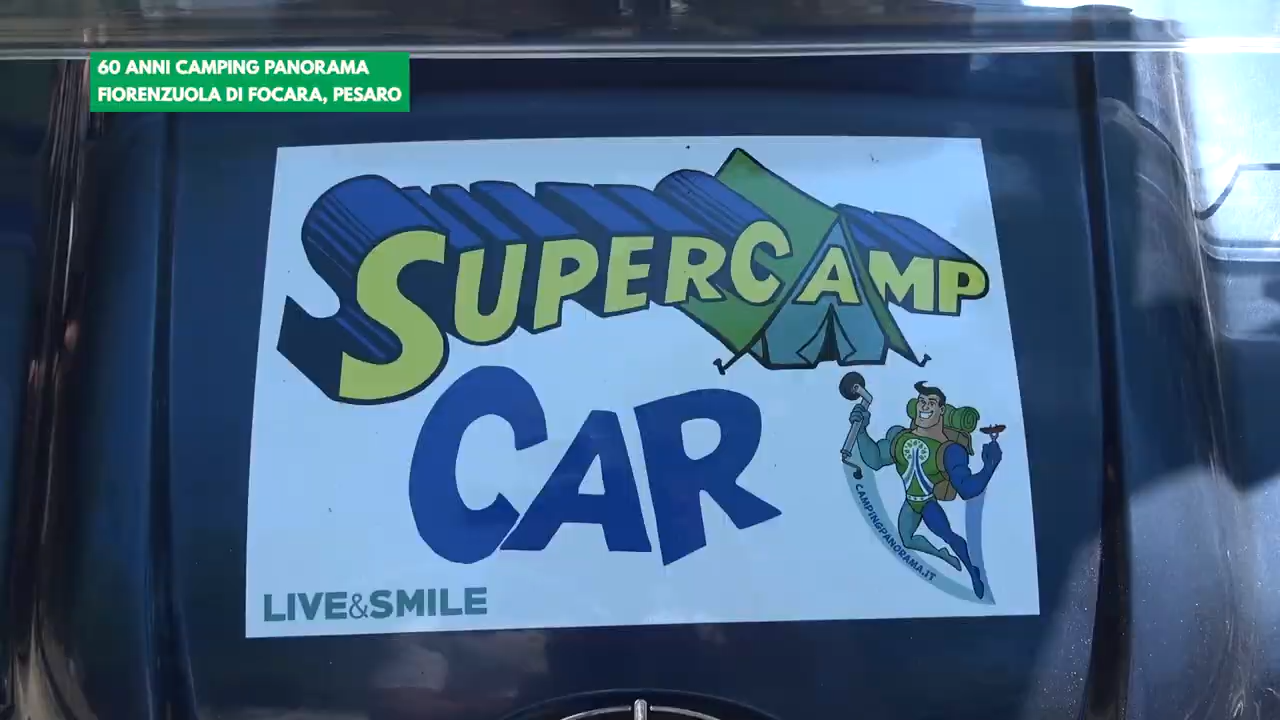 60 ANNI CAMPING PANORAMA
FIORENZUOLA DI FOCARA, PESARO
SUPERCAMP
CAR
CAMPINGPANORAMA.IT
LIVE&SMILE